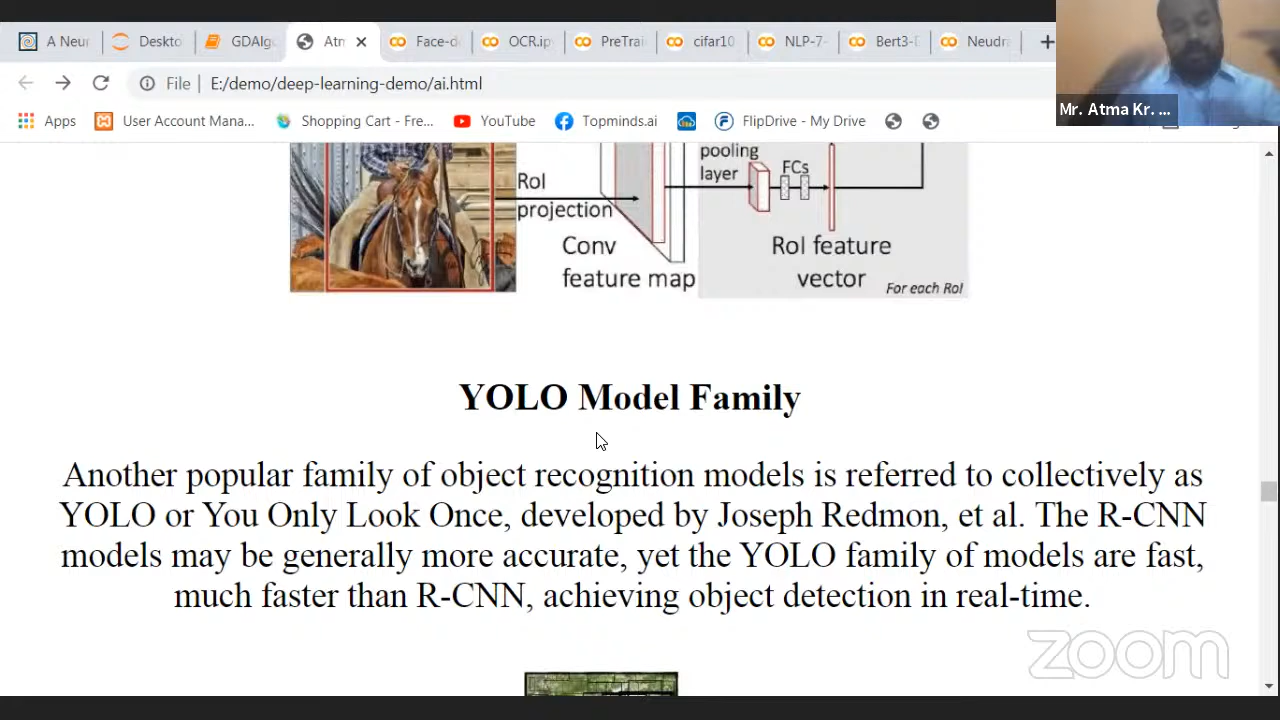 A Neur
Deskto
GDAlgo
Atm
Face-d
OCR.ip
PreTrai
cifar10
NLP-7-
Bert3-E
Neudra
File | E:/demo/deep-learning-demo/ai.html
Mr. Atma Kr. ...
Apps
User Account Mana...
Shopping Cart - Fre...
YouTube
Topminds.ai
FlipDrive - My Drive
pooling
layer
FCs
RoI
projection
Conv
feature map
RoI feature
vector
For each RoI
YOLO Model Family
Another popular family of object recognition models is referred to collectively as
YOLO or You Only Look Once, developed by Joseph Redmon, et al. The R-CNN
models may be generally more accurate, yet the YOLO family of models are fast,
much faster than R-CNN, achieving object detection in real-time.
zoom